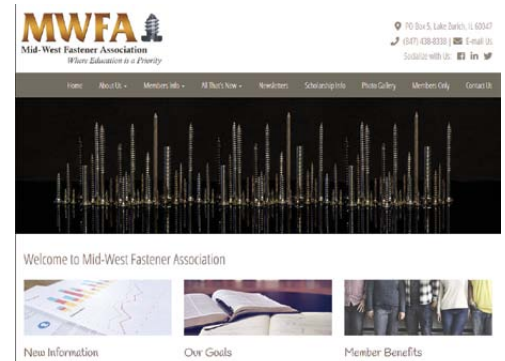 MWFA
Mid-West Fastener Association
Where Education is a Priority
PO Box 5, Lake Zurich, IL 60047
(847) 438-8338 | E-mail Us
Socialize with Us:
Home About Us Members Info All That's New Newsletters Scholarship Info Photo Gallery Members Only Contact Us
Welcome to Mid-West Fastener Association
New Information Our Goals Member Benefits